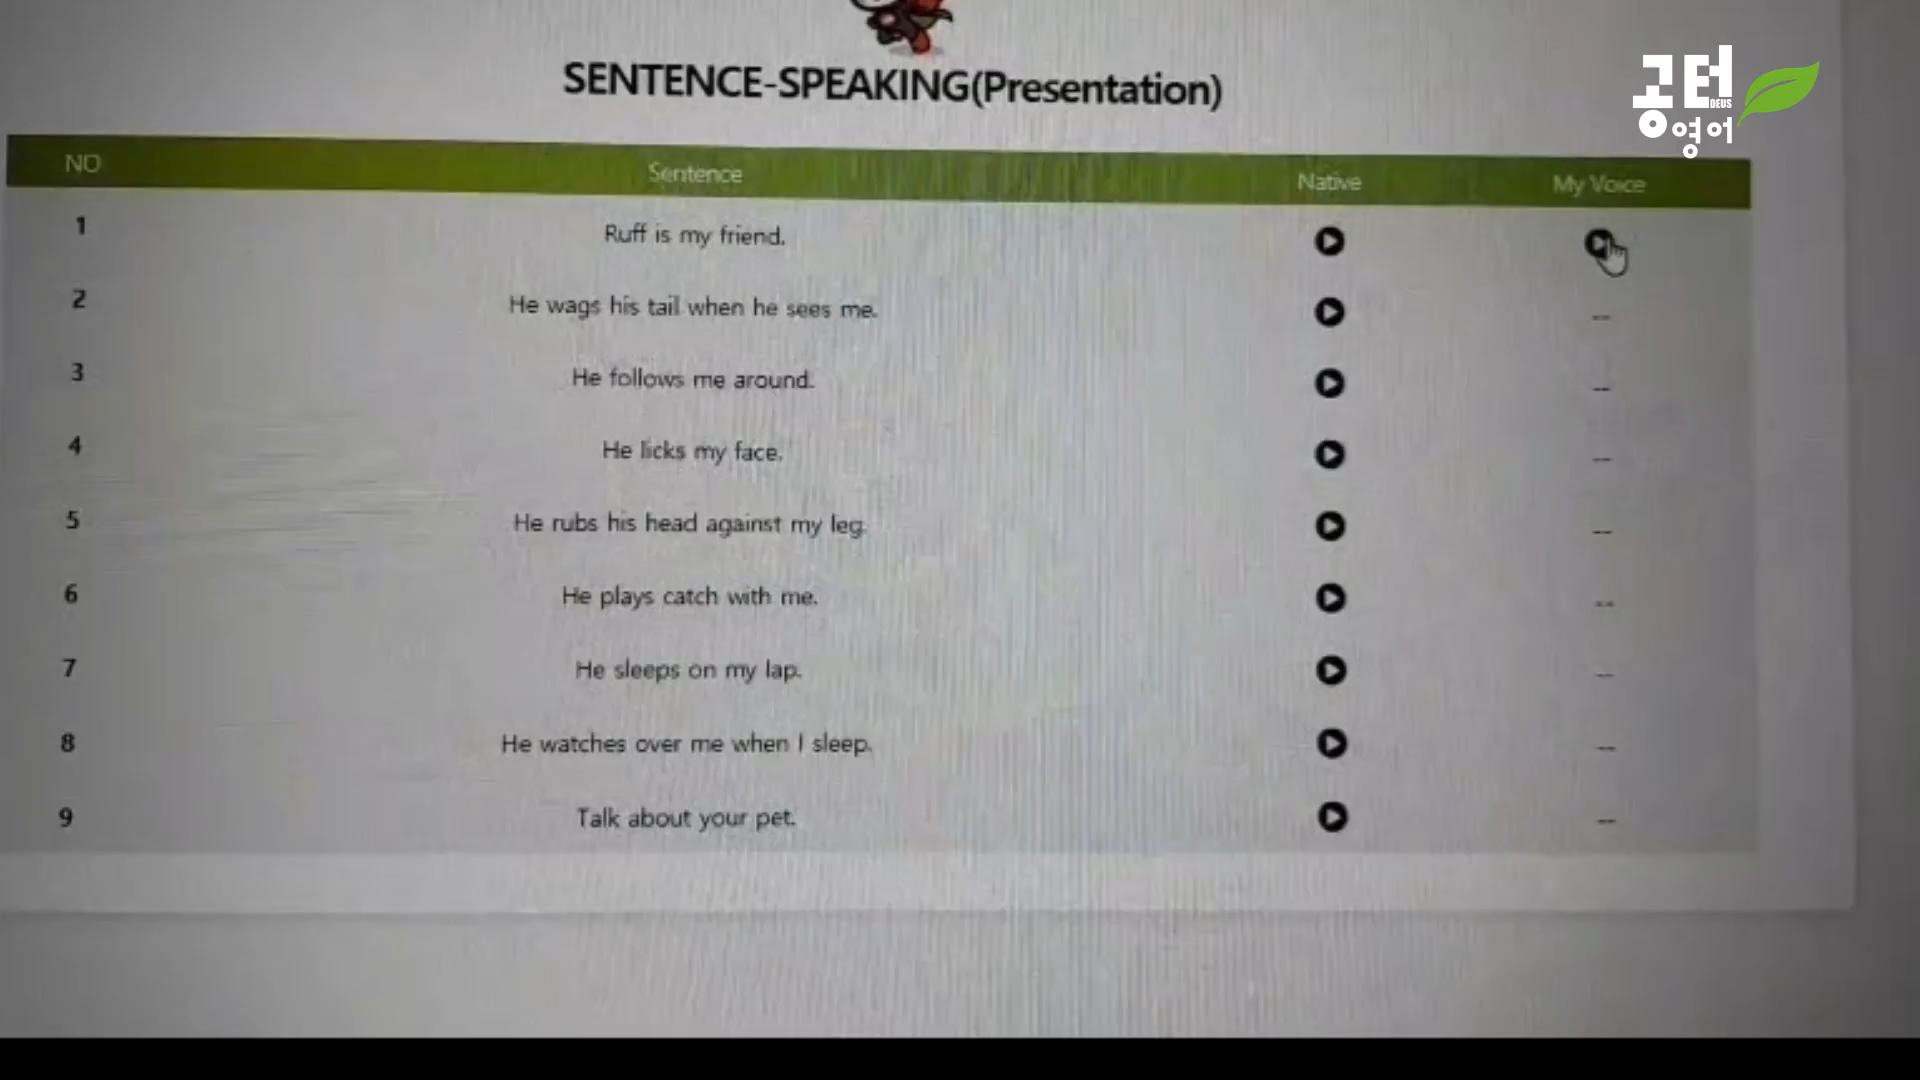 공터
DEUS
영어
SENTENCE-SPEAKING(Presentation)
NO Sentence Native My Voice
1 Ruff is my friend.
2 He wags his tail when he sees me. --
3 He follows me around. --
4 He licks my face. --
5 He rubs his head against my leg. --
6 He plays catch with me. --
7 He sleeps on my lap. --
8 He watches over me when I sleep. --
9 Talk about your pet. --